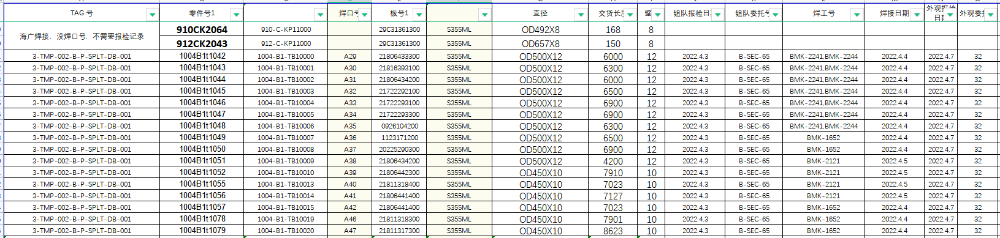 TAG 号 零件号1 焊口号 板号1 直径 交货长度 壁 组队报检日 组队委托号 焊工号 焊接日期 外观报检日期 外观委托
海广焊接，没焊口号，不需要报检记录
910CK2064 910-C-KP11000 29C31361300 S355ML OD492X8 168 8
912CK2043 912-C-KP11000 29C31361300 S355ML OD657X8 150 8
3-TMP-002-B-P-SPLT-DB-001 1004B1t1042 1004-B1-TB10000 A29 21806433300 S355ML OD500X12 6000 12 2022.4.3 B-SEC-65 BMK-2241,BMK-2244 2022.4.4 2022.4.7 32
3-TMP-002-B-P-SPLT-DB-001 1004B1t1043 1004-B1-TB10001 A30 21816393100 S355ML OD500X12 6300 12 2022.4.3 B-SEC-65 BMK-2241,BMK-2244 2022.4.4 2022.4.7 32
3-TMP-002-B-P-SPLT-DB-001 1004B1t1044 1004-B1-TB10002 A31 21806434200 S355ML OD500X12 6000 12 2022.4.3 B-SEC-65 BMK-2241,BMK-2244 2022.4.4 2022.4.7 32
3-TMP-002-B-P-SPLT-DB-001 1004B1t1045 1004-B1-TB10003 A32 21722292100 S355ML OD500X12 6500 12 2022.4.3 B-SEC-65 BMK-2241,BMK-2244 2022.4.4 2022.4.7 32
3-TMP-002-B-P-SPLT-DB-001 1004B1t1046 1004-B1-TB10004 A33 21722293100 S355ML OD500X12 6900 12 2022.4.3 B-SEC-65 BMK-2241,BMK-2244 2022.4.4 2022.4.7 32
3-TMP-002-B-P-SPLT-DB-001 1004B1t1047 1004-B1-TB10005 A34 21722293300 S355ML OD500X12 6900 12 2022.4.3 B-SEC-65 BMK-2241,BMK-2244 2022.4.4 2022.4.7 32
3-TMP-002-B-P-SPLT-DB-001 1004B1t1048 1004-B1-TB10006 A35 0926104200 S355ML OD500X12 6300 12 2022.4.3 B-SEC-65 BMK-2241,BMK-2244 2022.4.4 2022.4.7 32
3-TMP-002-B-P-SPLT-DB-001 1004B1t1049 1004-B1-TB10007 A36 1123171200 S355ML OD500X12 6500 12 2022.4.3 B-SEC-65 BMK-1652 2022.4.4 2022.4.7 32
3-TMP-002-B-P-SPLT-DB-001 1004B1t1050 1004-B1-TB10008 A37 20225290300 S355ML OD500X12 6900 12 2022.4.3 B-SEC-65 BMK-1652 2022.4.4 2022.4.7 32
3-TMP-002-B-P-SPLT-DB-001 1004B1t1051 1004-B1-TB10009 A38 21806434200 S355ML OD500X12 4200 12 2022.4.3 B-SEC-65 BMK-2121 2022.4.5 2022.4.7 32
3-TMP-002-B-P-SPLT-DB-001 1004B1t1052 1004-B1-TB10010 A39 21806442300 S355ML OD450X10 7910 10 2022.4.3 B-SEC-65 BMK-2121 2022.4.5 2022.4.7 32
3-TMP-002-B-P-SPLT-DB-001 1004B1t1055 1004-B1-TB10013 A40 21811318400 S355ML OD450X10 7023 10 2022.4.3 B-SEC-65 BMK-2121 2022.4.5 2022.4.7 32
3-TMP-002-B-P-SPLT-DB-001 1004B1t1056 1004-B1-TB10014 A41 21806441400 S355ML OD450X10 7127 10 2022.4.3 B-SEC-65 BMK-2121 2022.4.5 2022.4.7 32
3-TMP-002-B-P-SPLT-DB-001 1004B1t1057 1004-B1-TB10015 A42 21806441400 S355ML OD450X10 7023 10 2022.4.3 B-SEC-65 BMK-1652 2022.4.4 2022.4.7 32
3-TMP-002-B-P-SPLT-DB-001 1004B1t1078 1004-B1-TB10019 A46 21811318300 S355ML OD450X10 7901 10 2022.4.3 B-SEC-65 BMK-1652 2022.4.4 2022.4.7 32
3-TMP-002-B-P-SPLT-DB-001 1004B1t1079 1004-B1-TB10020 A47 21811317300 S355ML OD450X10 8623 10 2022.4.3 B-SEC-65 BMK-1652 2022.4.4 2022.4.7 32